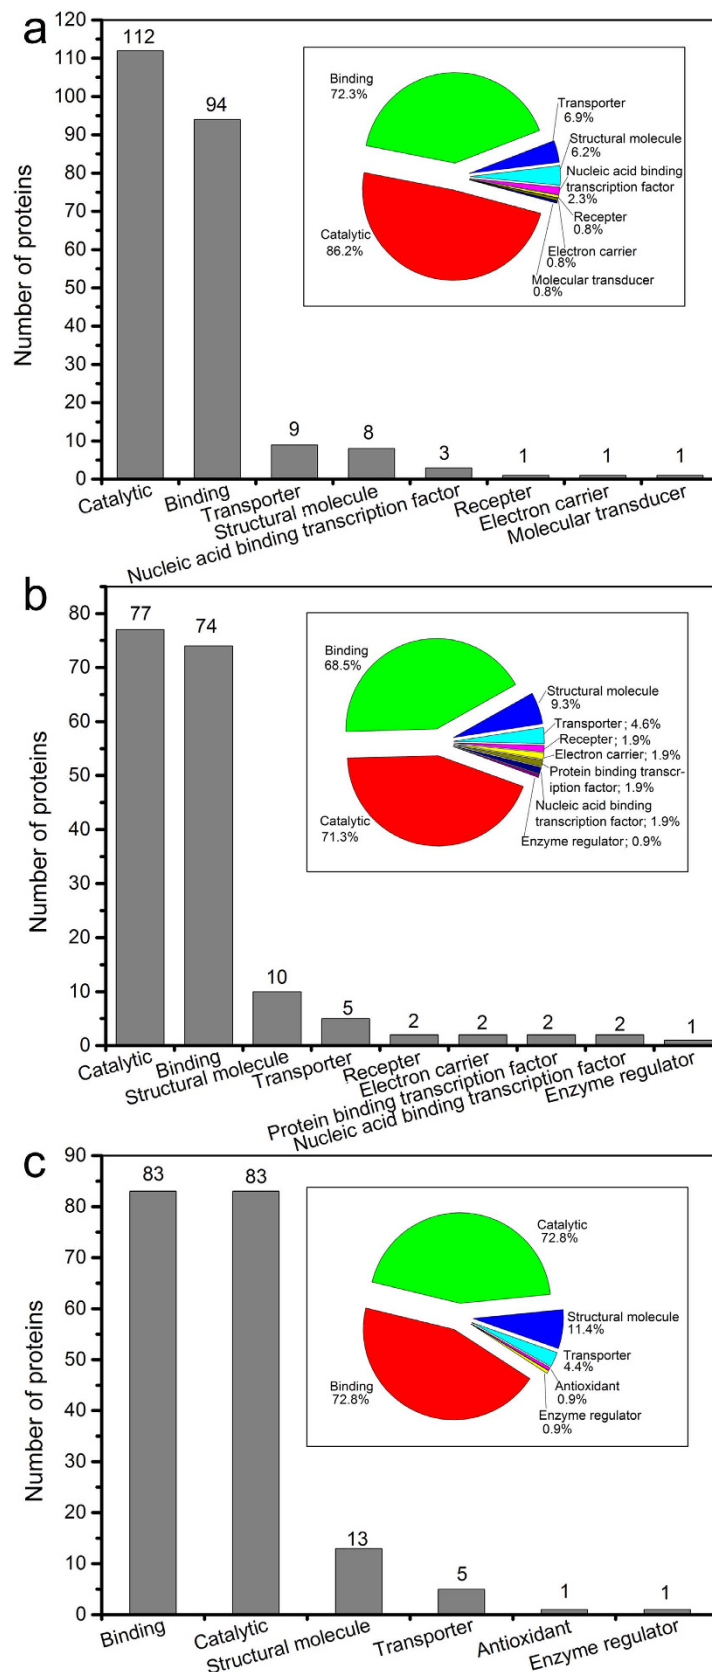 a
Number of proteins
120
110
100
90
80
70
60
50
40
30
20
10
0
112
94
9
8
3
1
1
1
Catalytic
Binding
Transporter
Structural molecule
Nucleic acid binding transcription factor
Recepter
Electron carrier
Molecular transducer
Binding
72.3%
Transporter
6.9%
Structural molecule
6.2%
Nucleic acid binding
transcription factor
2.3%
Recepter
0.8%
Electron carrier
0.8%
Molecular transducer
0.8%
Catalytic
86.2%
b
Number of proteins
80
70
60
50
40
30
20
10
0
77
74
10
5
2
2
2
2
1
Catalytic
Binding
Structural molecule
Transporter
Recepter
Electron carrier
Protein binding transcription factor
Nucleic acid binding transcription factor
Enzyme regulator
Binding
68.5%
Structural molecule
9.3%
Transporter; 4.6%
Recepter; 1.9%
Electron carrier; 1.9%
Protein binding transcr-
iption factor; 1.9%
Nucleic acid binding
transcription factor; 1.9%
Enzyme regulator; 0.9%
Catalytic
71.3%
c
Number of proteins
90
80
70
60
50
40
30
20
10
0
83
83
13
5
1
1
Binding
Catalytic
Structural molecule
Transporter
Antioxidant
Enzyme regulator
Catalytic
72.8%
Structural molecule
11.4%
Transporter
4.4%
Antioxidant
0.9%
Enzyme regulator
0.9%
Binding
72.8%